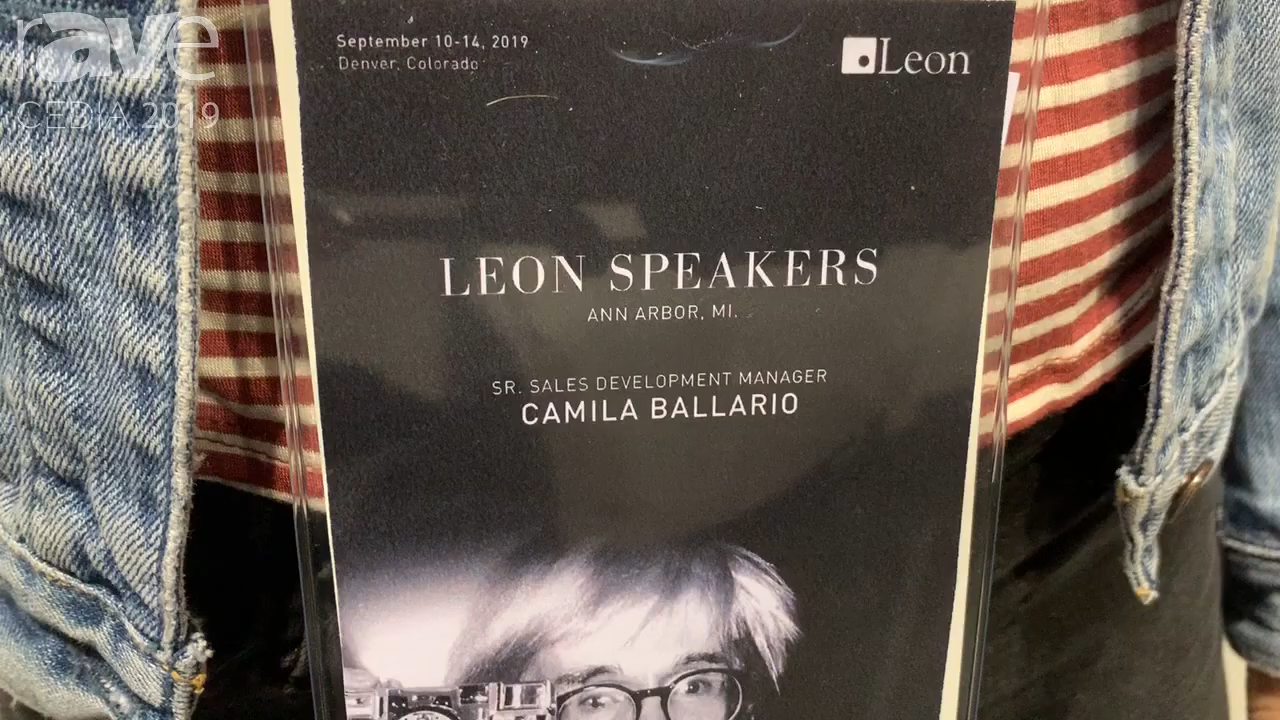 rave
CEDIA 2019
September 10-14, 2019
Denver, Colorado
Leon
LEON SPEAKERS
ANN ARBOR, MI.
SR. SALES DEVELOPMENT MANAGER
CAMILA BALLARIO